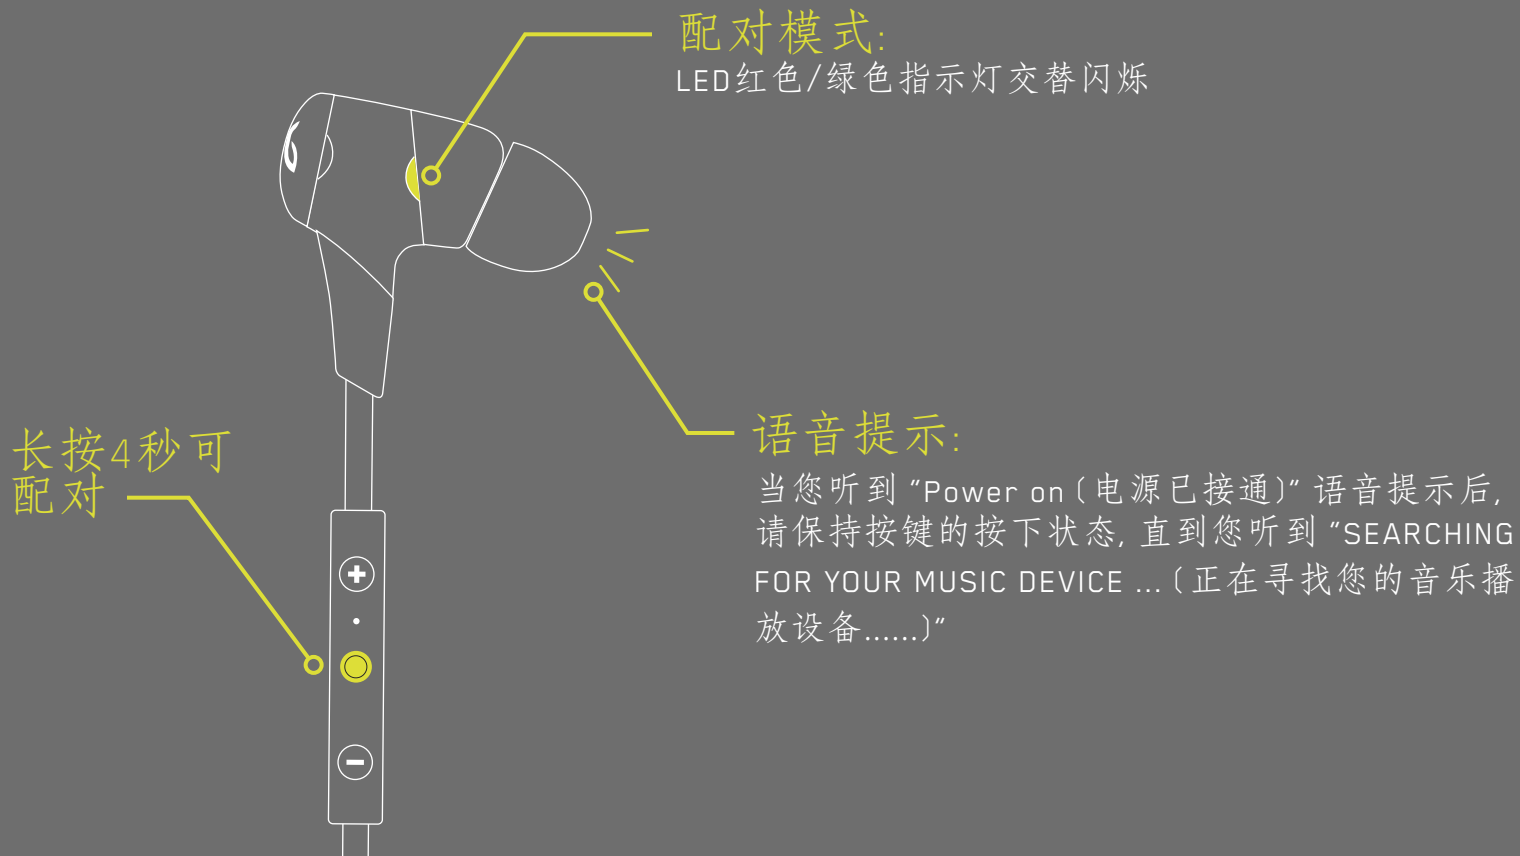 配对模式:
LED红色/绿色指示灯交替闪烁
长按4秒可
配对
语音提示:
当您听到 “Power on (电源已接通)” 语音提示后,
请保持按键的按下状态, 直到您听到 “SEARCHING
FOR YOUR MUSIC DEVICE ... (正在寻找您的音乐播
放设备......)”